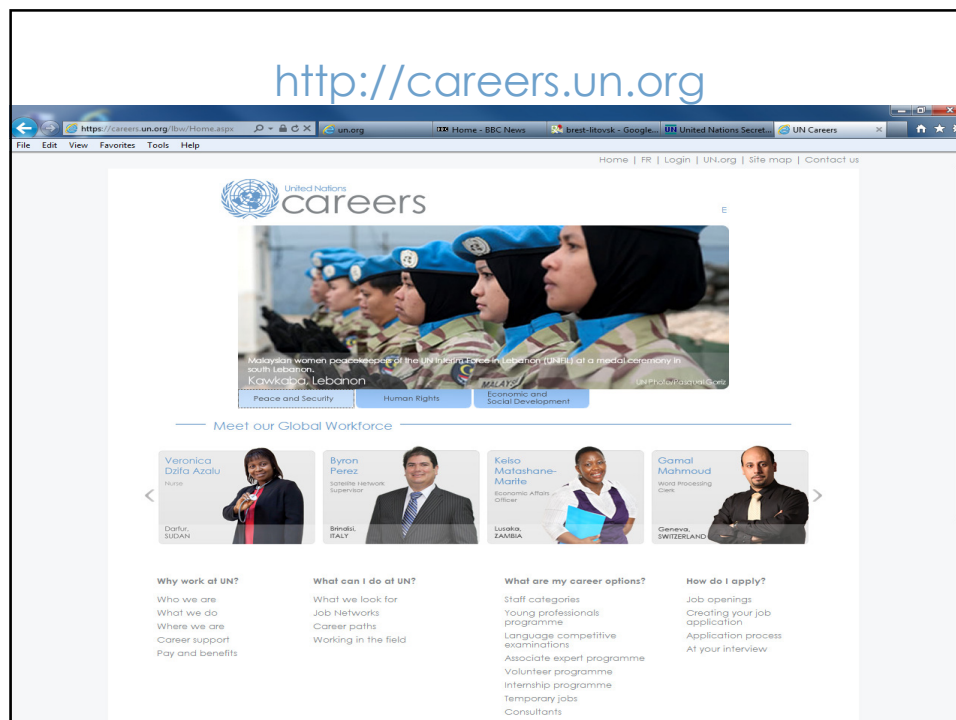 http://careers.un.org
https://careers.un.org/lbw/Home.aspx
un.org
Home - BBC News
brest-litovsk - Google...
United Nations Secret...
UN Careers
File Edit View Favorites Tools Help
Home | FR | Login | UN.org | Site map | Contact us
United Nations
careers
E
Malaysian women peacekeepers of the UN Interim Force in Lebanon (UNIFIL) at a medal ceremony in
south Lebanon.
Kawkaba, Lebanon
UN Photo/Pasqual Gorriz
MALAYS
Peace and Security
Human Rights
Economic and
Social Development
Meet our Global Workforce
Veronica
Dzifa Azalu
Nurse
Darfur,
SUDAN
Byron
Perez
Satellite Network
Supervisor
Brindisi,
ITALY
Keiso
Matashane-
Marite
Economic Affairs
Officer
Lusaka,
ZAMBIA
Gamal
Mahmoud
Word Processing
Clerk
Geneva,
SWITZERLAND
Why work at UN?
Who we are
What we do
Where we are
Career support
Pay and benefits
What can I do at UN?
What we look for
Job Networks
Career paths
Working in the field
What are my career options?
Staff categories
Young professionals
programme
Language competitive
examinations
Associate expert programme
Volunteer programme
Internship programme
Temporary jobs
Consultants
How do I apply?
Job openings
Creating your job
application
Application process
At your interview